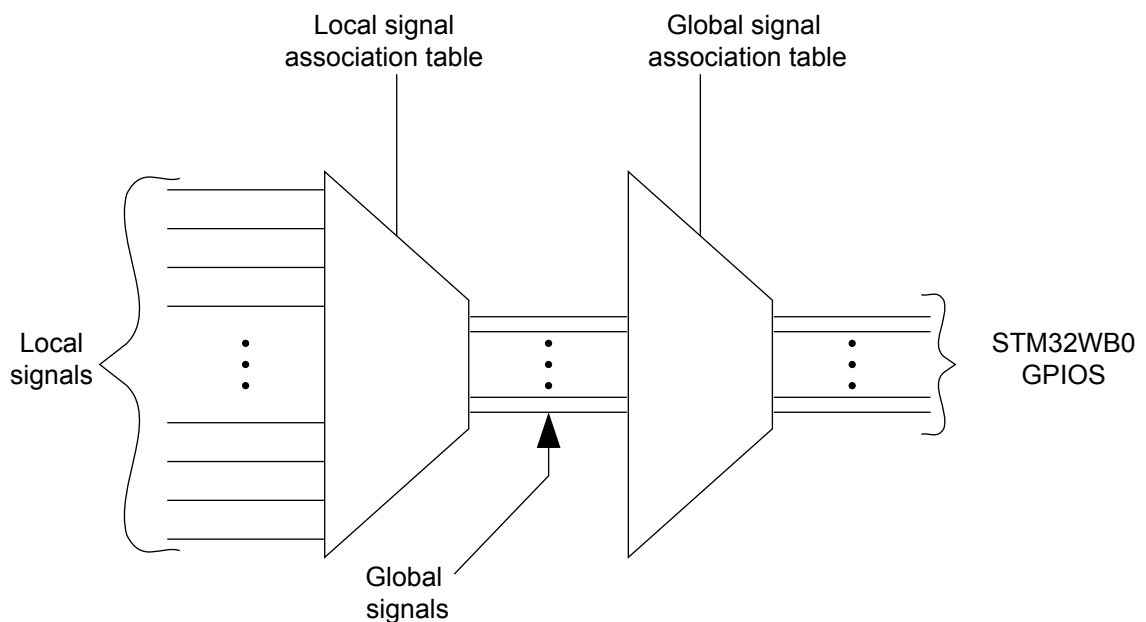 Local signal
association table
Global signal
association table
Local
signals
STM32WB0
GPIOS
Global
signals